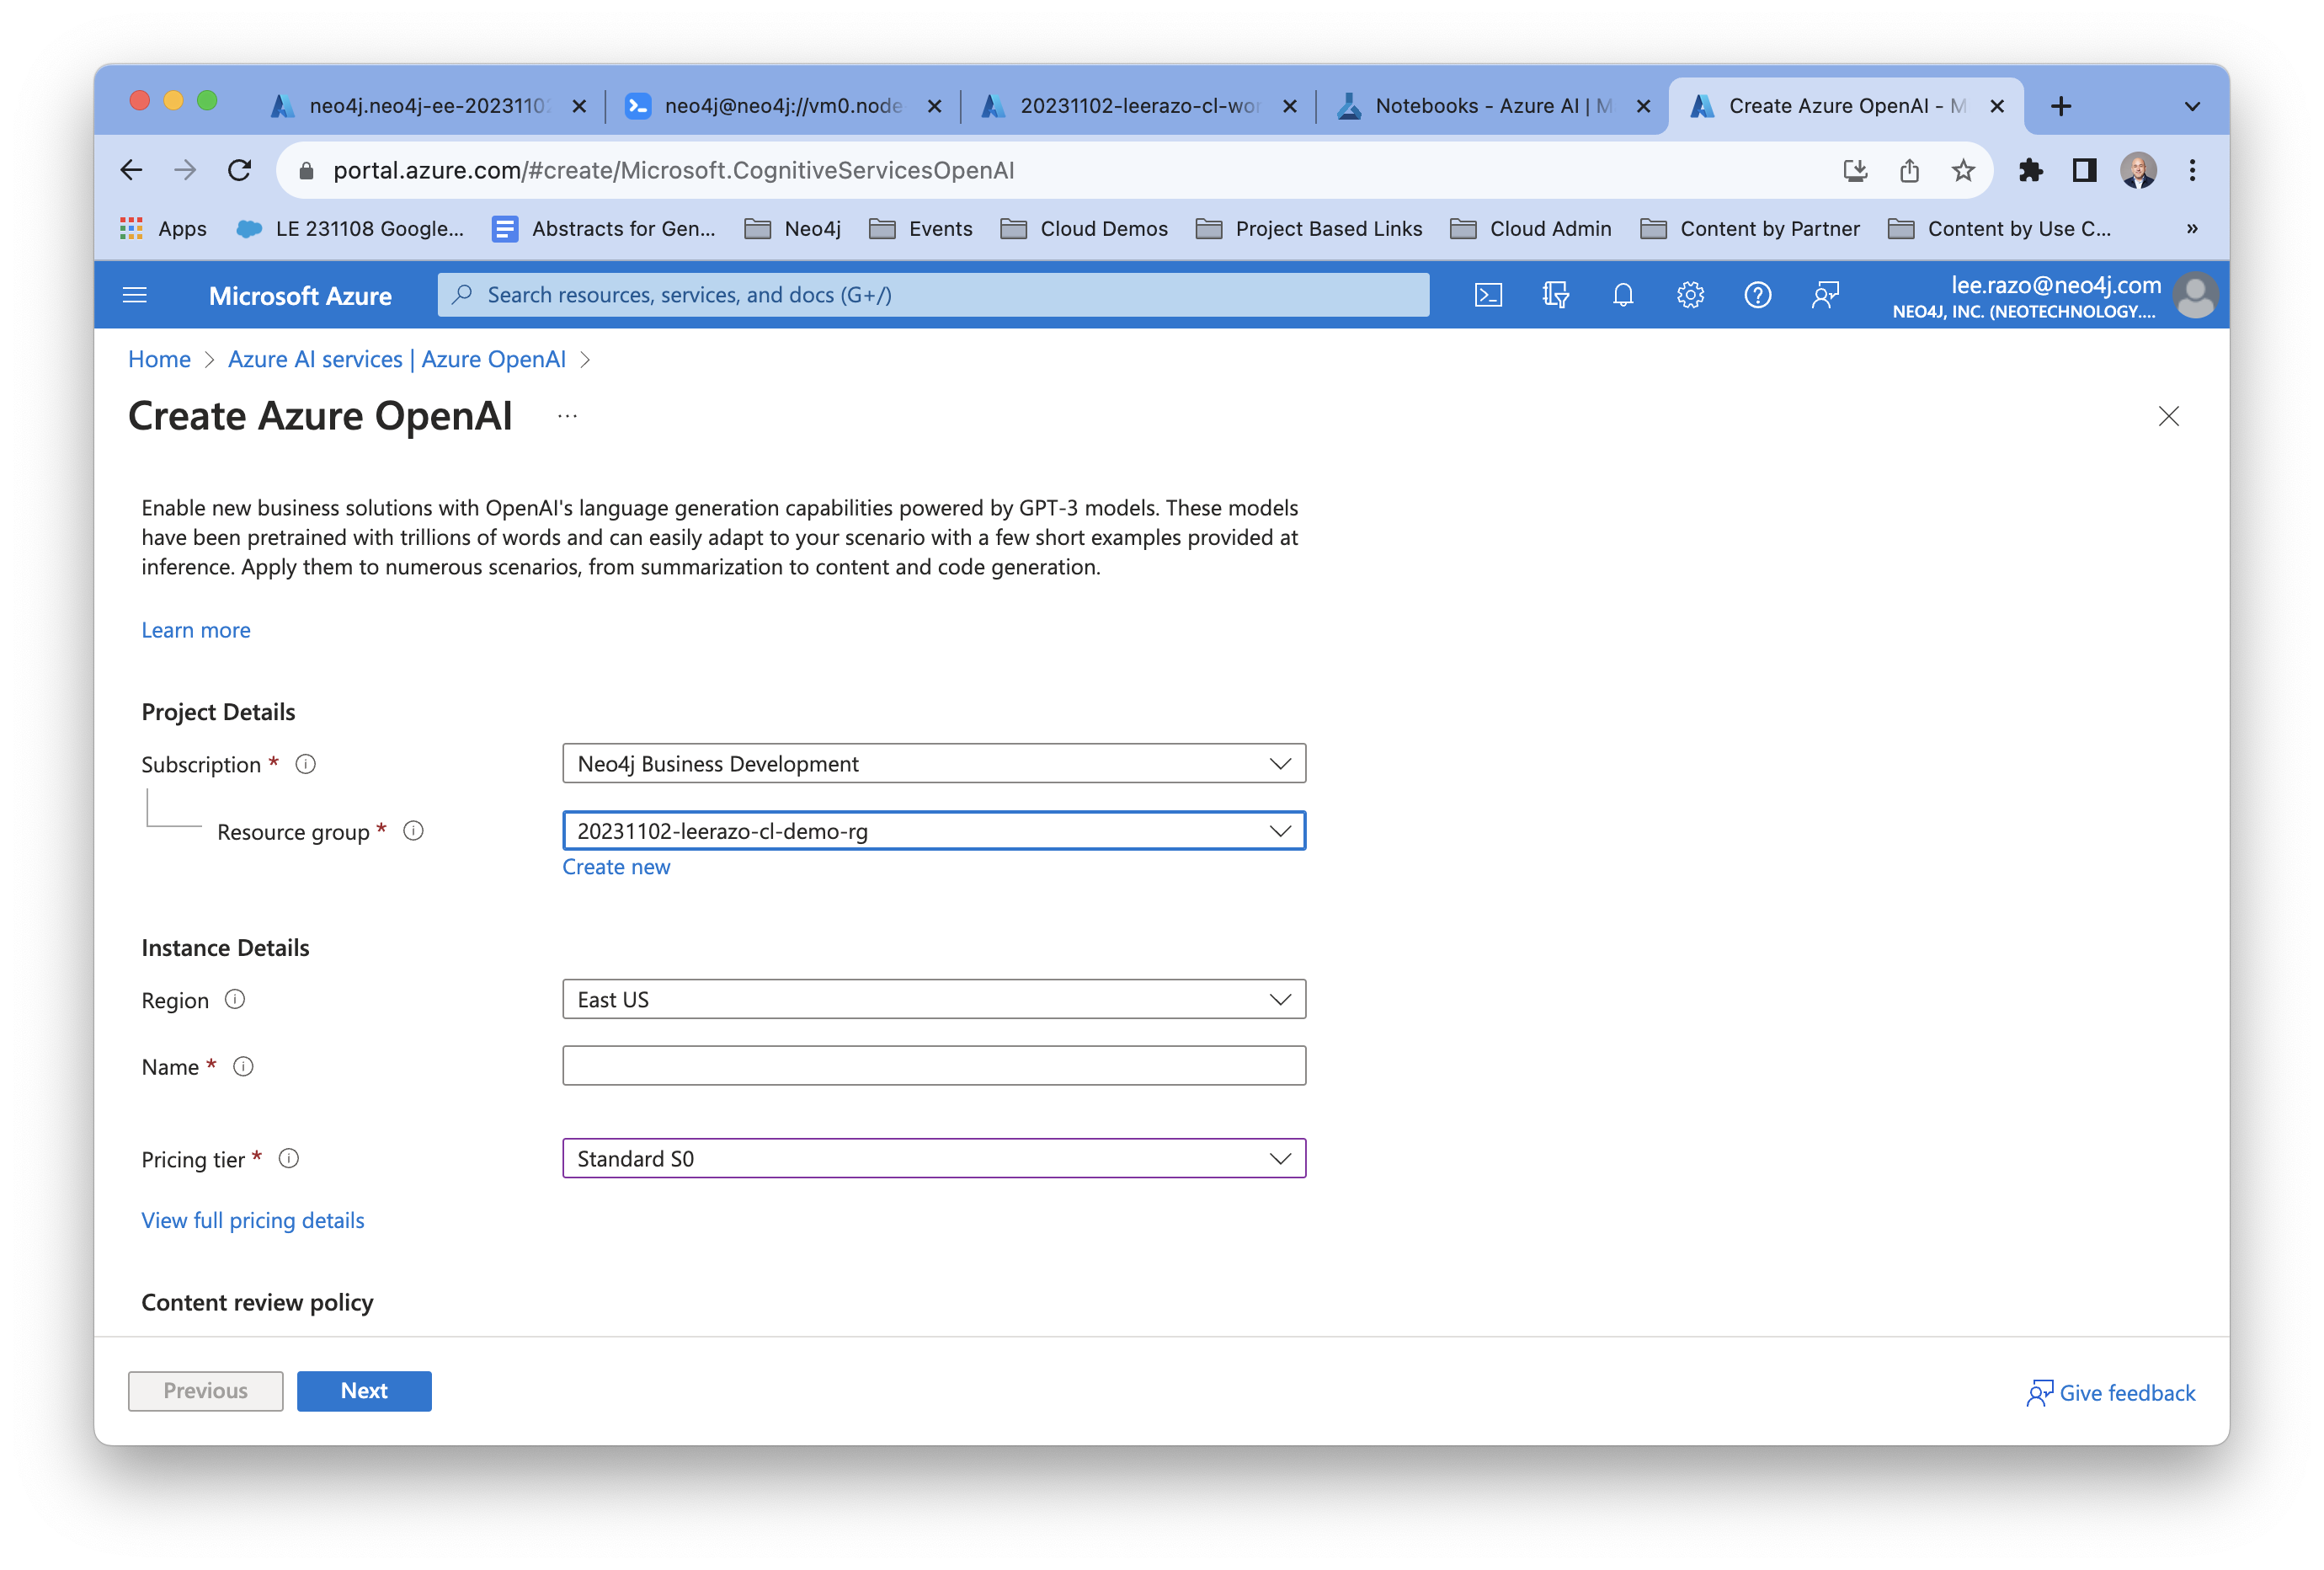 neo4j.neo4j-ee-20231102
neo4j@neo4j://vm0.node
20231102-leerazo-cl-wor
Notebooks - Azure AI | M
Create Azure OpenAI - M
portal.azure.com/#create/Microsoft.CognitiveServicesOpenAI
Apps
LE 231108 Google...
Abstracts for Gen...
Neo4j
Events
Cloud Demos
Project Based Links
Cloud Admin
Content by Partner
Content by Use C...
»
Microsoft Azure
Search resources, services, and docs (G+/)
lee.razo@neo4j.com
NEO4J, INC. (NEOTECHNOLOGY....
Home > Azure AI services | Azure OpenAI >
Create Azure OpenAI ...
Enable new business solutions with OpenAI's language generation capabilities powered by GPT-3 models. These models
have been pretrained with trillions of words and can easily adapt to your scenario with a few short examples provided at
inference. Apply them to numerous scenarios, from summarization to content and code generation.
Learn more
Project Details
Subscription *
Neo4j Business Development
Resource group *
20231102-leerazo-cl-demo-rg
Create new
Instance Details
Region
East US
Name *
Pricing tier *
Standard S0
View full pricing details
Content review policy
Previous
Next
Give feedback